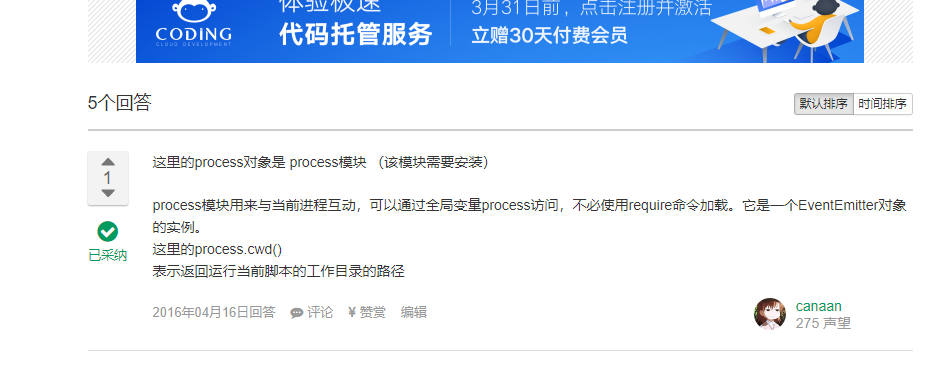 体验极速
3月31日前，点击注册并激活
CODING
CLOUD DEVELOPMENT
代码托管服务
立赠30天付费会员
5个回答
默认排序 时间排序
1
已采纳
这里的process对象是 process模块 （该模块需要安装）
process模块用来与当前进程互动，可以通过全局变量process访问，不必使用require命令加载。它是一个EventEmitter对象
的实例。
这里的process.cwd()
表示返回运行当前脚本的工作目录的路径
2016年04月16日回答 评论 ¥ 赞赏 编辑
canaan
275 声望